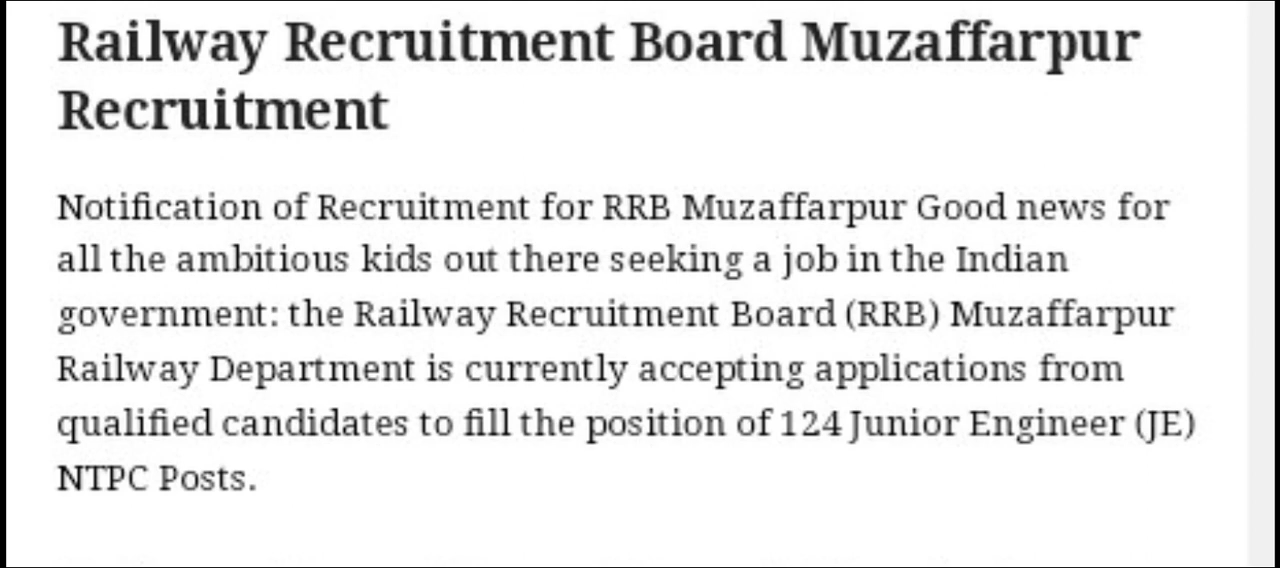 Railway Recruitment Board Muzaffarpur
Recruitment
Notification of Recruitment for RRB Muzaffarpur Good news for
all the ambitious kids out there seeking a job in the Indian
government: the Railway Recruitment Board (RRB) Muzaffarpur
Railway Department is currently accepting applications from
qualified candidates to fill the position of 124 Junior Engineer (JE)
NTPC Posts.